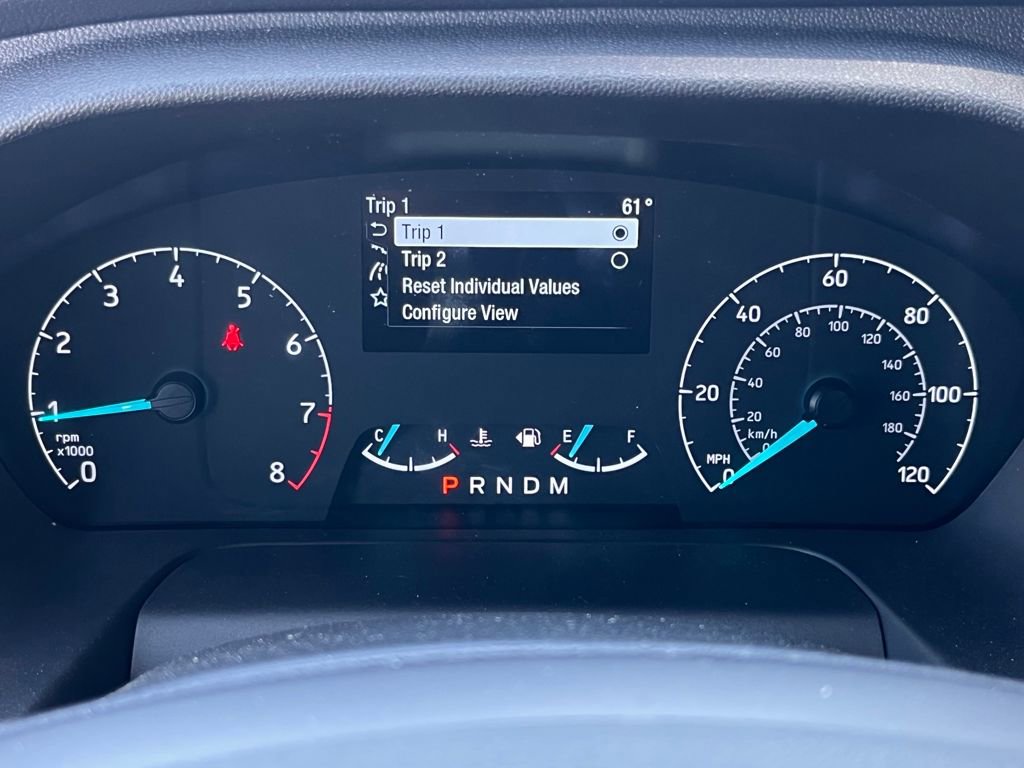 Trip 1 61°
Trip 1
Trip 2
Reset Individual Values
Configure View
0 1 2 3 4 5 6 7 8
rpm
x1000
C H
E F
P R N D M
0 20 40 60 80 100 120
MPH
0 20 40 60 80 100 120 140 160 180
km/h